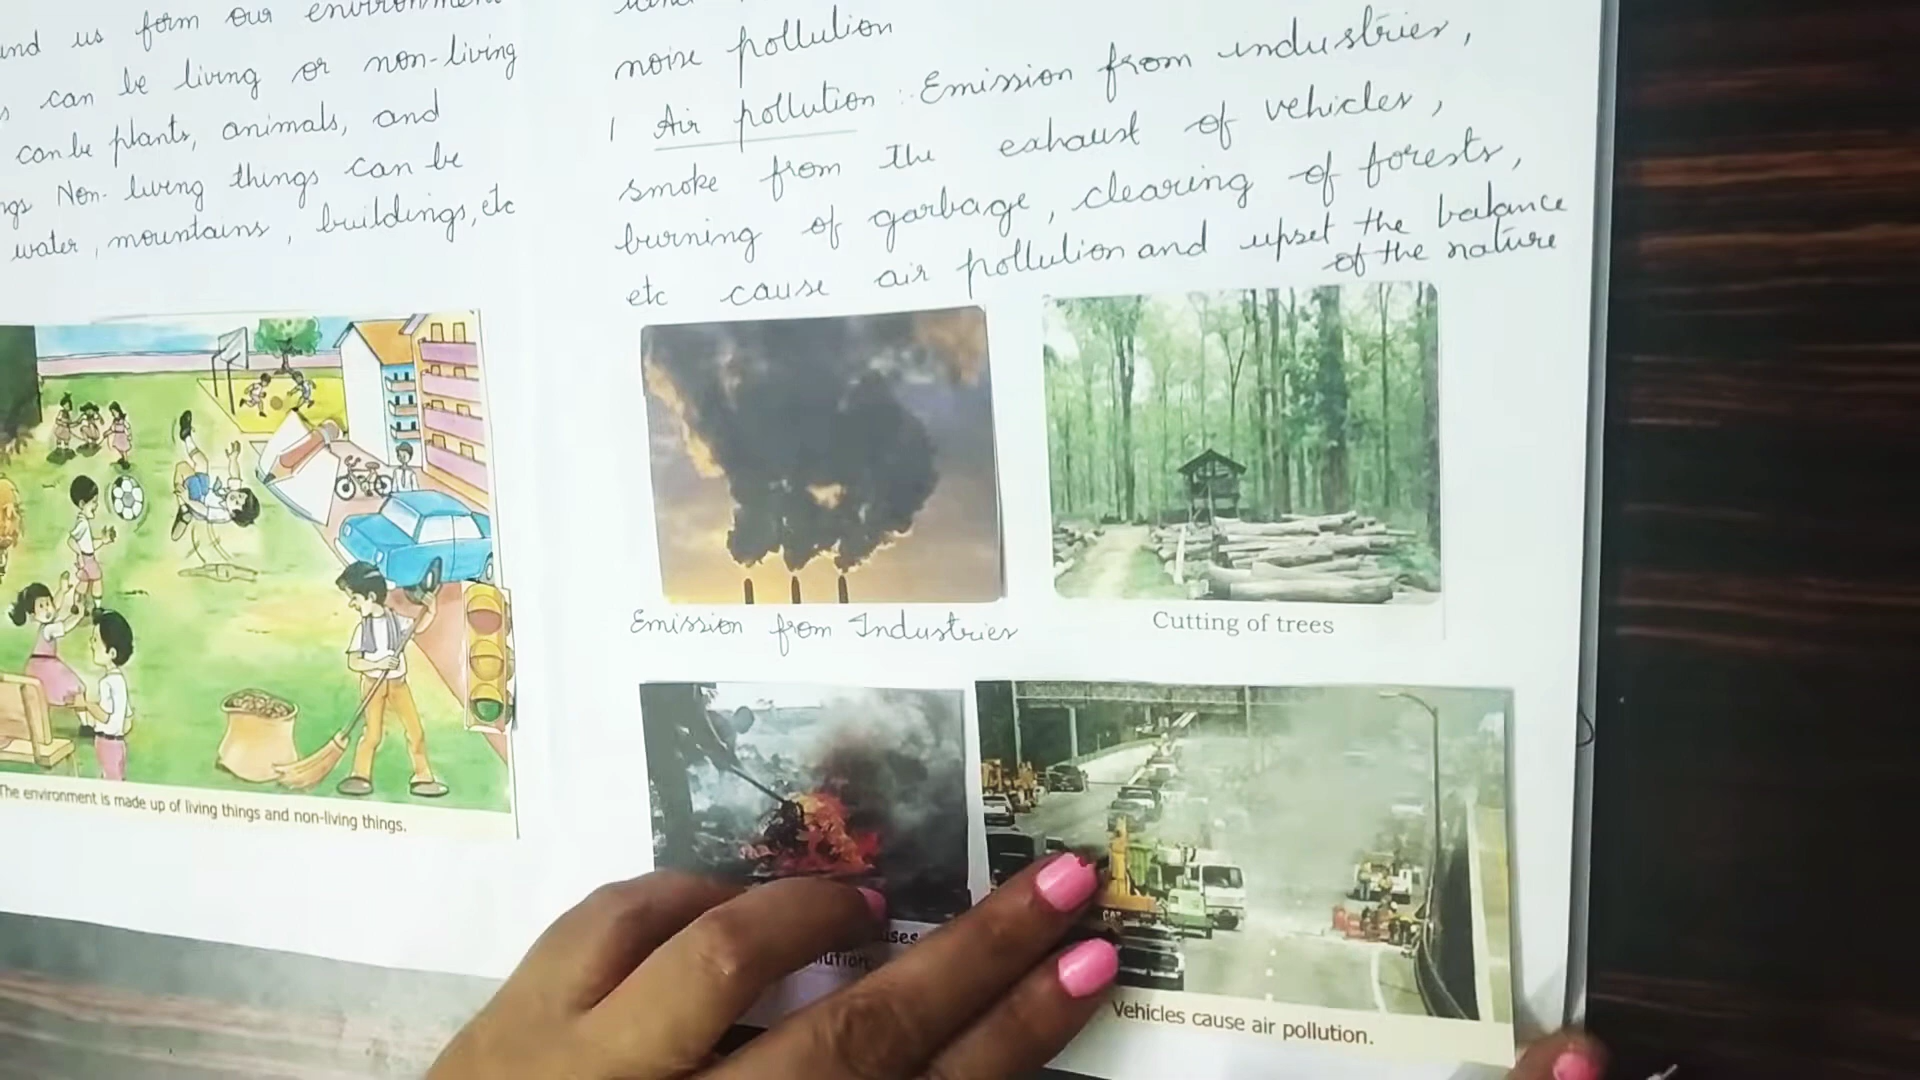 us form our environment
can be living or non-living
can be plants, animals, and
Non-living things can be
water, mountains, buildings, etc
The environment is made up of living things and non-living things.
noise pollution
1 Air pollution : Emission from industries,
smoke from the exhaust of vehicles,
burning of garbage, clearing of forests,
etc cause air pollution and upset the balance
of the nature
Emission from Industries
Cutting of trees
Vehicles cause air pollution.